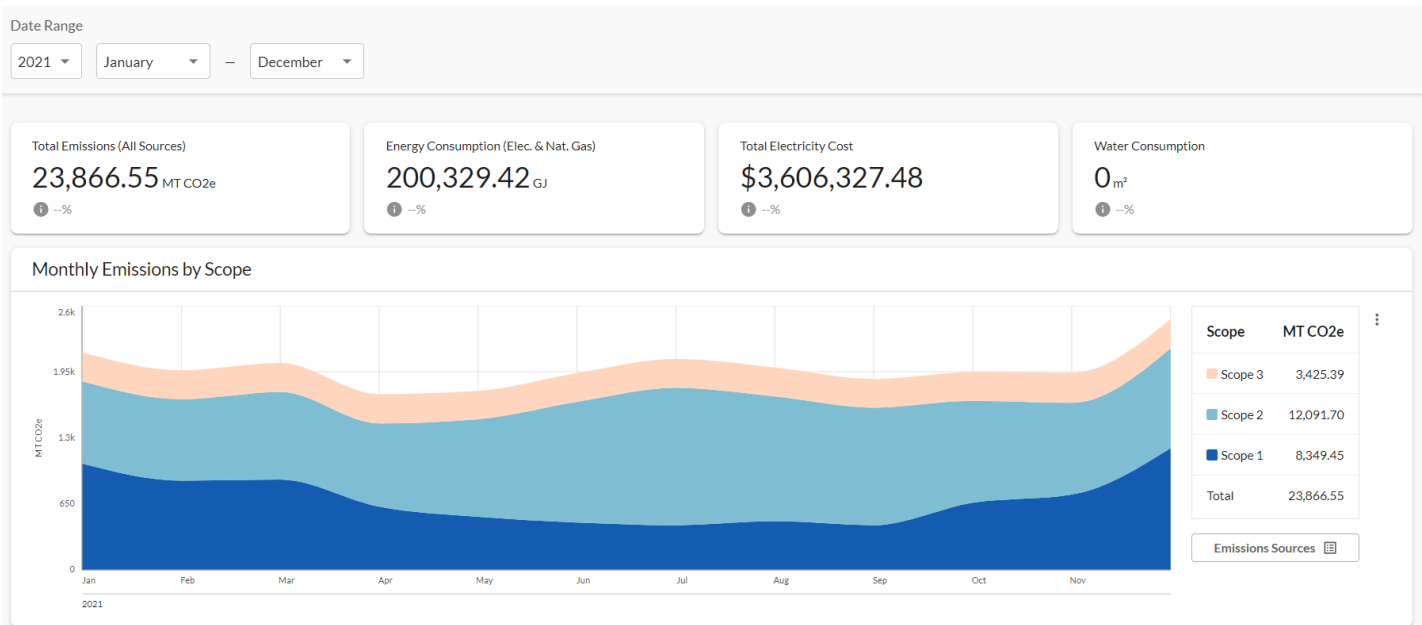 Date Range
2021 January – December
Total Emissions (All Sources)
23,866.55 MT CO2e
--%
Energy Consumption (Elec. & Nat. Gas)
200,329.42 GJ
--%
Total Electricity Cost
$3,606,327.48
--%
Water Consumption
0 m³
--%
Monthly Emissions by Scope
MT CO2e
2.6k
1.95k
1.3k
650
0
Jan Feb Mar Apr May Jun Jul Aug Sep Oct Nov
2021
Scope MT CO2e
Scope 3 3,425.39
Scope 2 12,091.70
Scope 1 8,349.45
Total 23,866.55
Emissions Sources